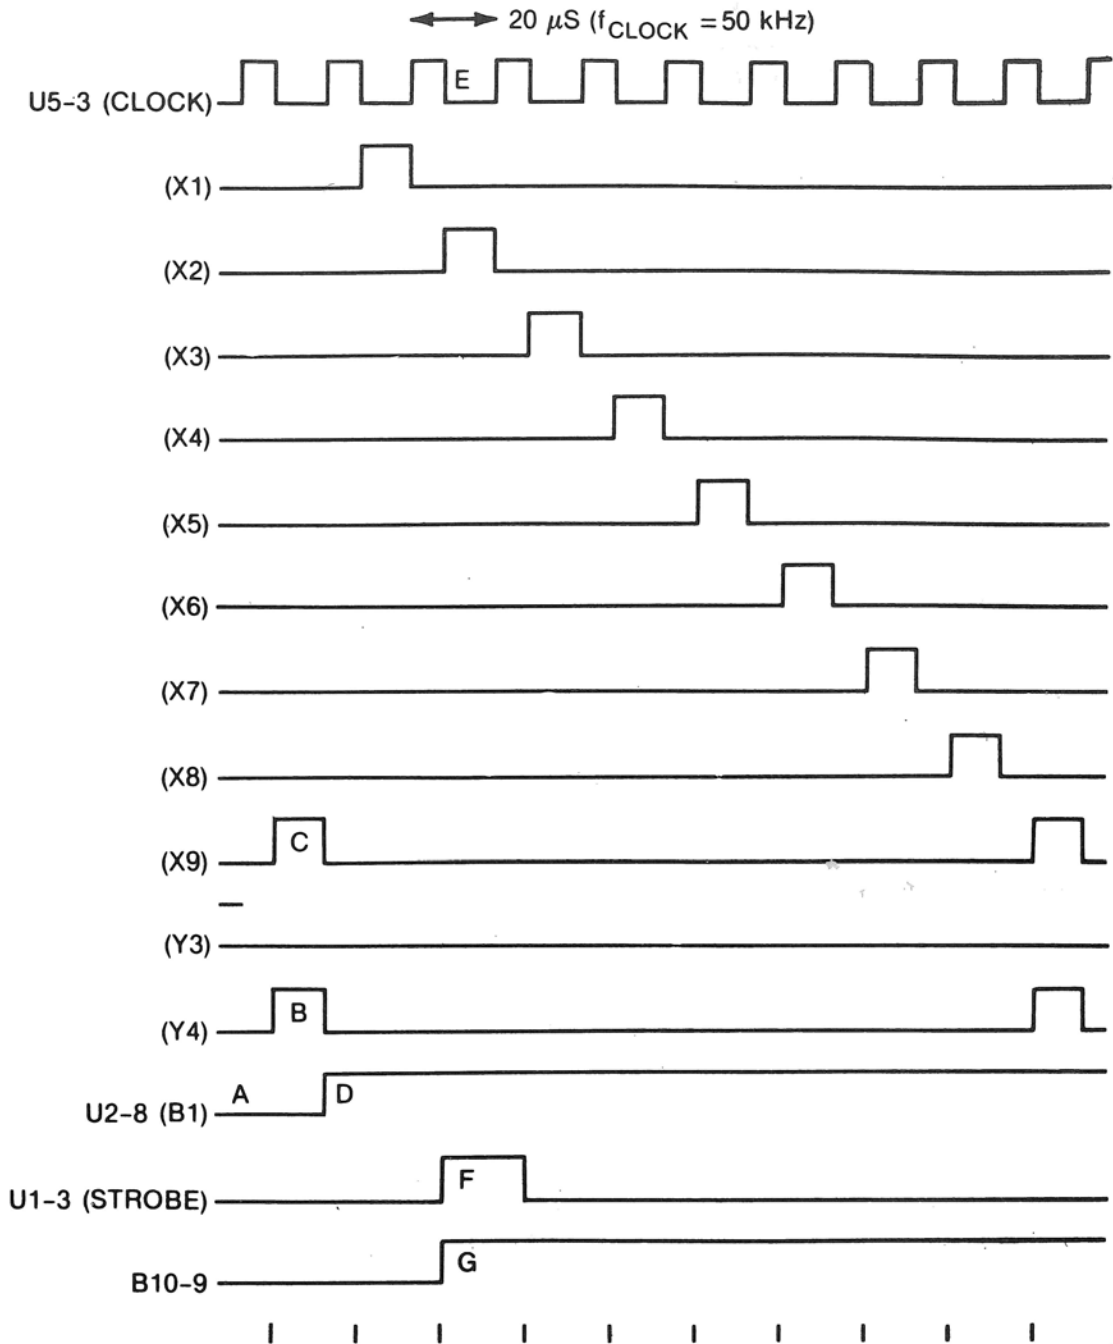 20 μS (fCLOCK = 50 kHz)
U5-3 (CLOCK)
E
(X1)
(X2)
(X3)
(X4)
(X5)
(X6)
(X7)
(X8)
(X9)
C
(Y3)
(Y4)
B
U2-8 (B1)
A
D
U1-3 (STROBE)
F
B10-9
G